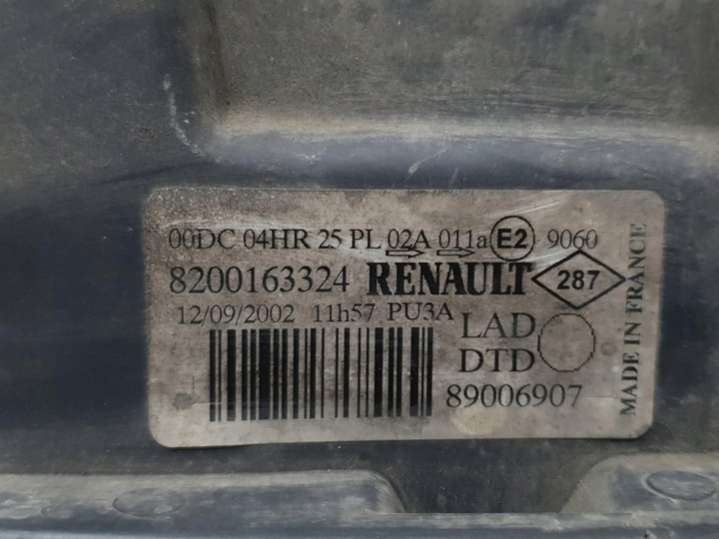 00DC 04HR 25 PL 02A 011a E2 9060
8200163324 RENAULT 287
12/09/2002 11h57 PU3A
LAD
DTD
89006907
MADE IN FRANCE